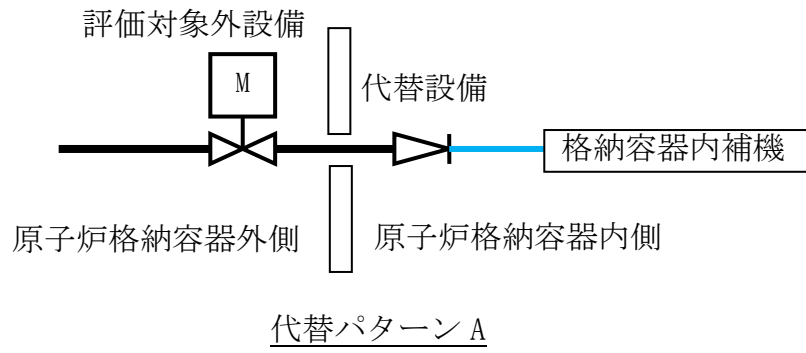 評価対象外設備
M
代替設備
格納容器内補機
原子炉格納容器外側
原子炉格納容器内側
代替パターン A